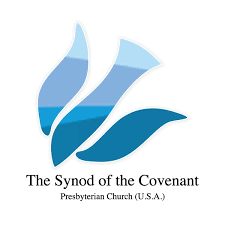 The Synod of the Covenant
Presbyterian Church (U.S.A.)